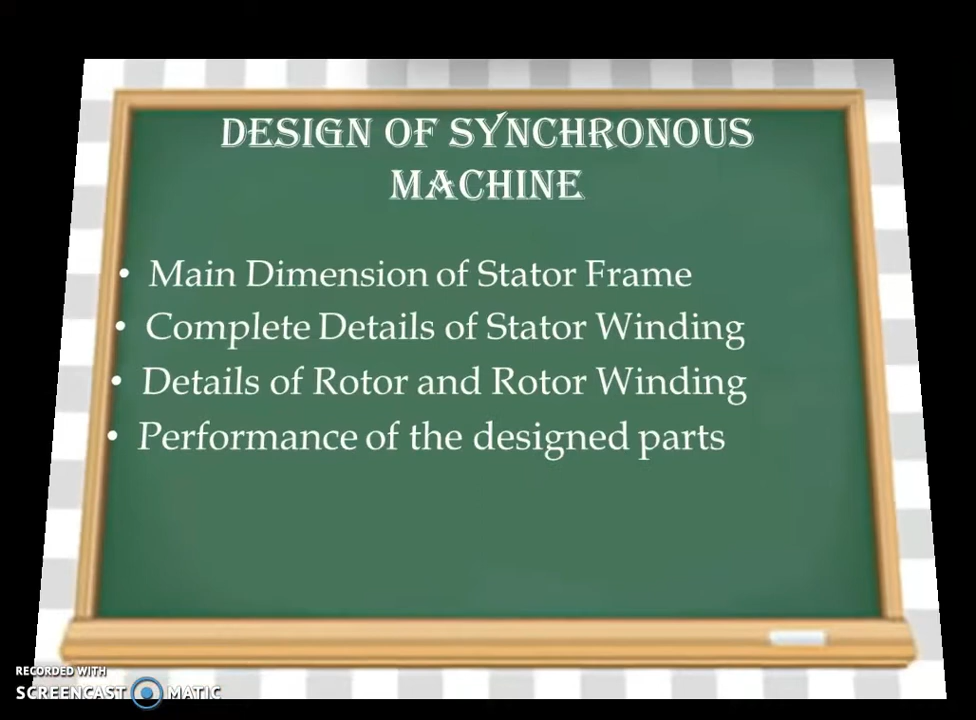 DESIGN OF SYNCHRONOUS
MACHINE
• Main Dimension of Stator Frame
• Complete Details of Stator Winding
• Details of Rotor and Rotor Winding
• Performance of the designed parts
RECORDED WITH
SCREENCAST MATIC